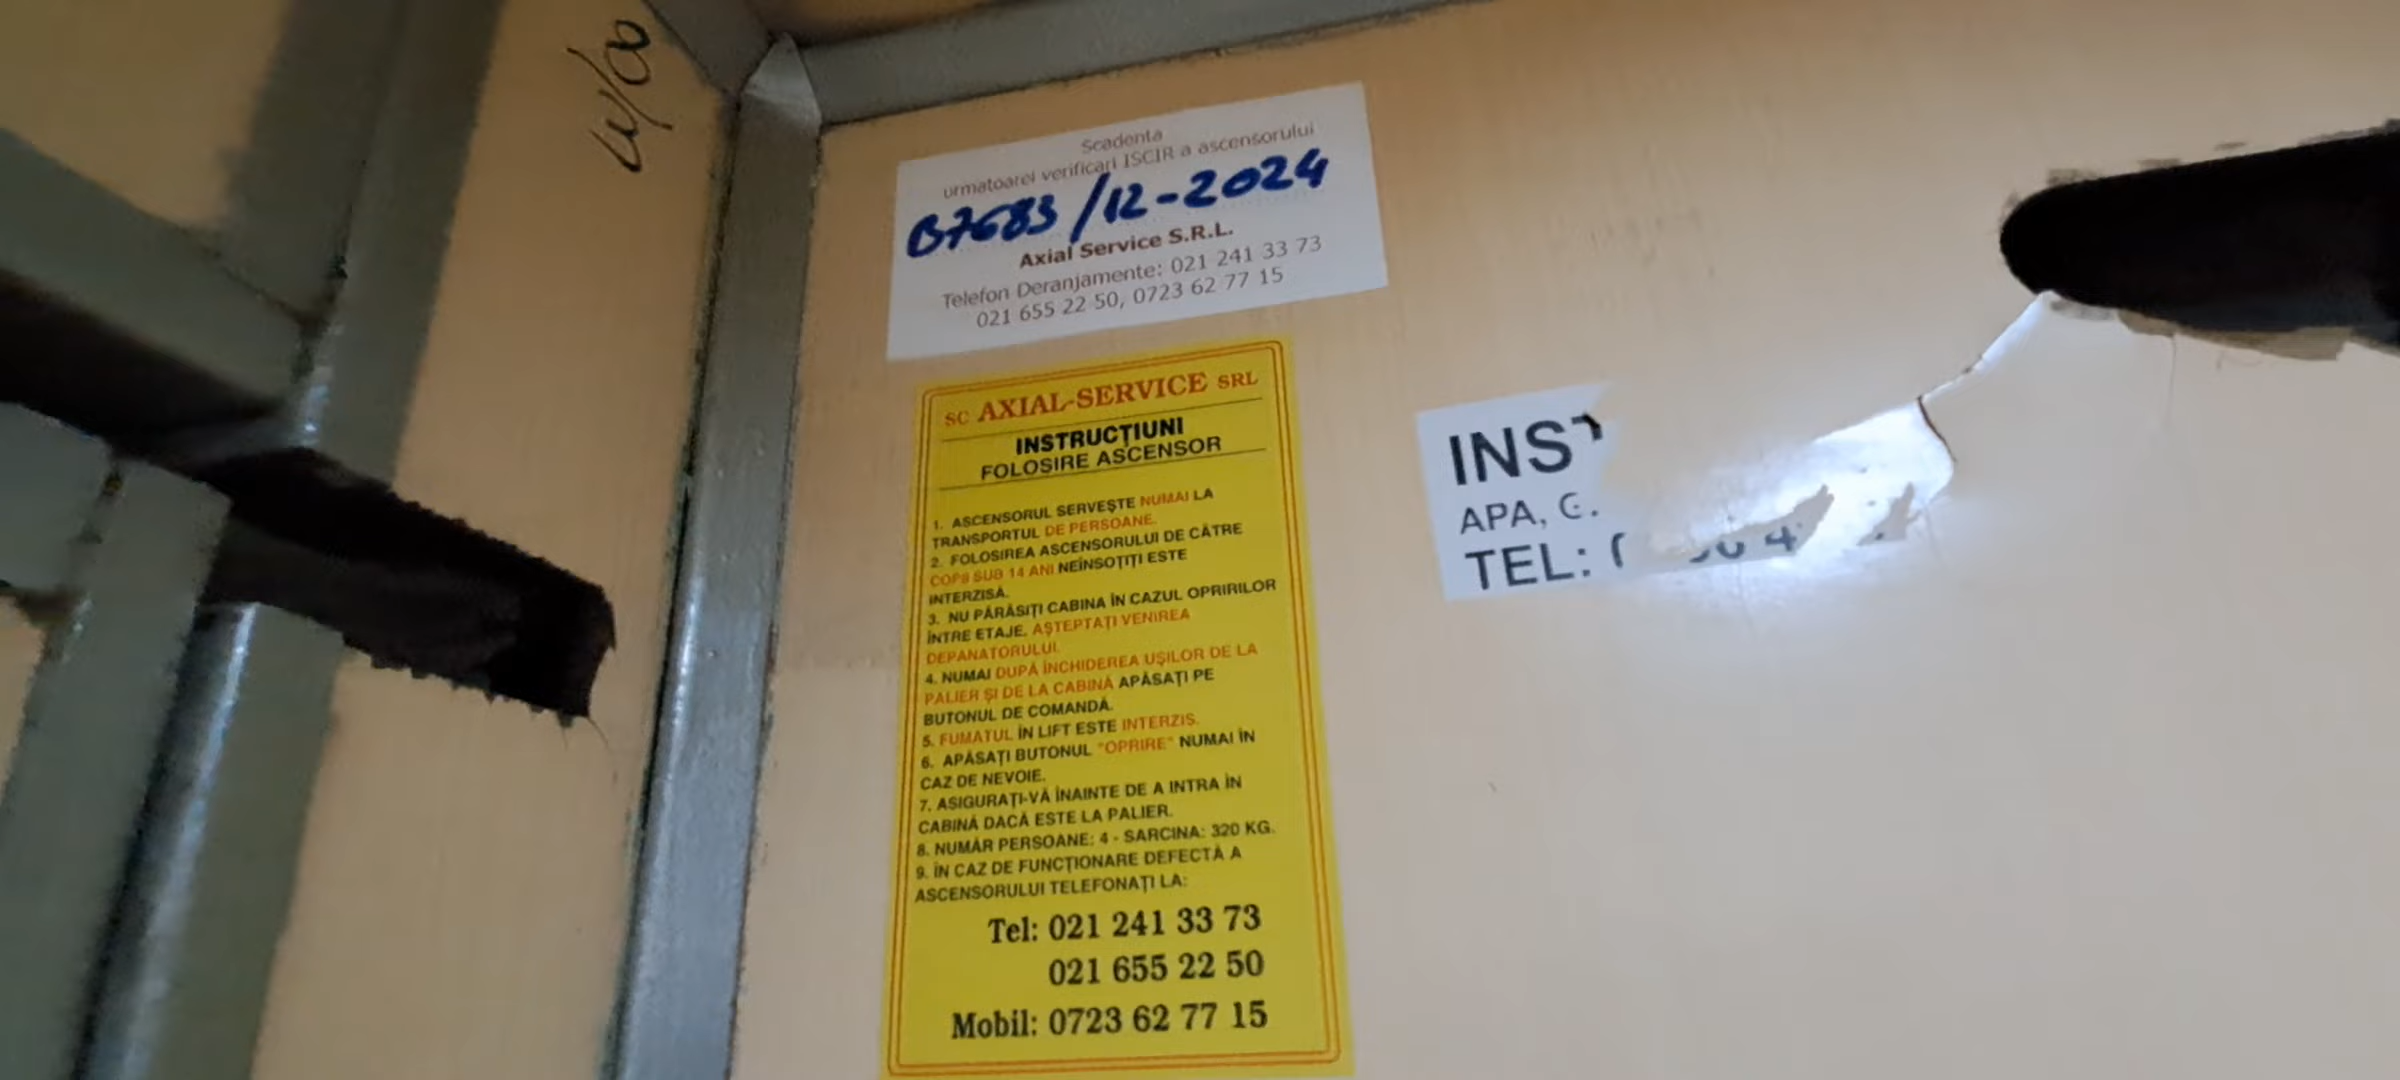 Scadenta
urmatoarei verificari ISCIR a ascensorului
B7683/12-2024
Axial Service S.R.L.
Telefon Deranjamente: 021 241 33 73
021 655 22 50, 0723 62 77 15
SC AXIAL-SERVICE SRL
INSTRUCȚIUNI
FOLOSIRE ASCENSOR
1. ASCENSORUL SERVEȘTE NUMAI LA
TRANSPORTUL DE PERSOANE.
2. FOLOSIREA ASCENSORULUI DE CĂTRE
COPII SUB 14 ANI NEÎNSOȚIȚI ESTE
INTERZISĂ.
3. NU PĂRĂSIȚI CABINA ÎN CAZUL OPRIRILOR
ÎNTRE ETAJE. AȘTEPTAȚI VENIREA
DEPANATORULUI.
4. NUMAI DUPĂ ÎNCHIDEREA UȘILOR DE LA
PALIER ȘI DE LA CABINĂ APĂSAȚI PE
BUTONUL DE COMANDĂ.
5. FUMATUL ÎN LIFT ESTE INTERZIS.
6. APĂSAȚI BUTONUL "OPRIRE" NUMAI ÎN
CAZ DE NEVOIE.
7. ASIGURAȚI-VĂ ÎNAINTE DE A INTRA ÎN
CABINĂ DACĂ ESTE LA PALIER.
8. NUMĂR PERSOANE: 4 - SARCINA: 320 KG.
9. ÎN CAZ DE FUNCȚIONARE DEFECTĂ A
ASCENSORULUI TELEFONAȚI LA:
Tel: 021 241 33 73
021 655 22 50
Mobil: 0723 62 77 15
INST
APA,
TEL: